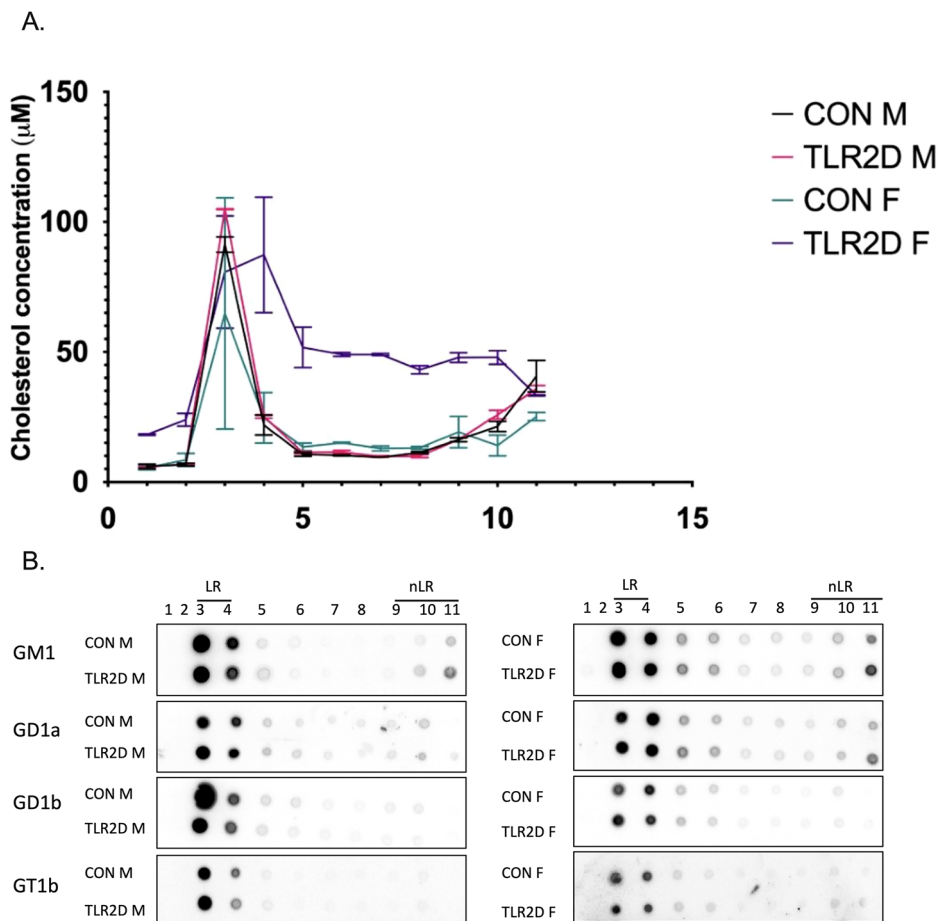 A.
Cholesterol concentration (μM)
150
100
50
0
0 5 10 15
CON M
TLR2D M
CON F
TLR2D F
B.
LR nLR
1 2 3 4 5 6 7 8 9 10 11
LR nLR
1 2 3 4 5 6 7 8 9 10 11
GM1
CON M
TLR2D M
CON F
TLR2D F
GD1a
CON M
TLR2D M
CON F
TLR2D F
GD1b
CON M
TLR2D M
CON F
TLR2D F
GT1b
CON M
TLR2D M
CON F
TLR2D F